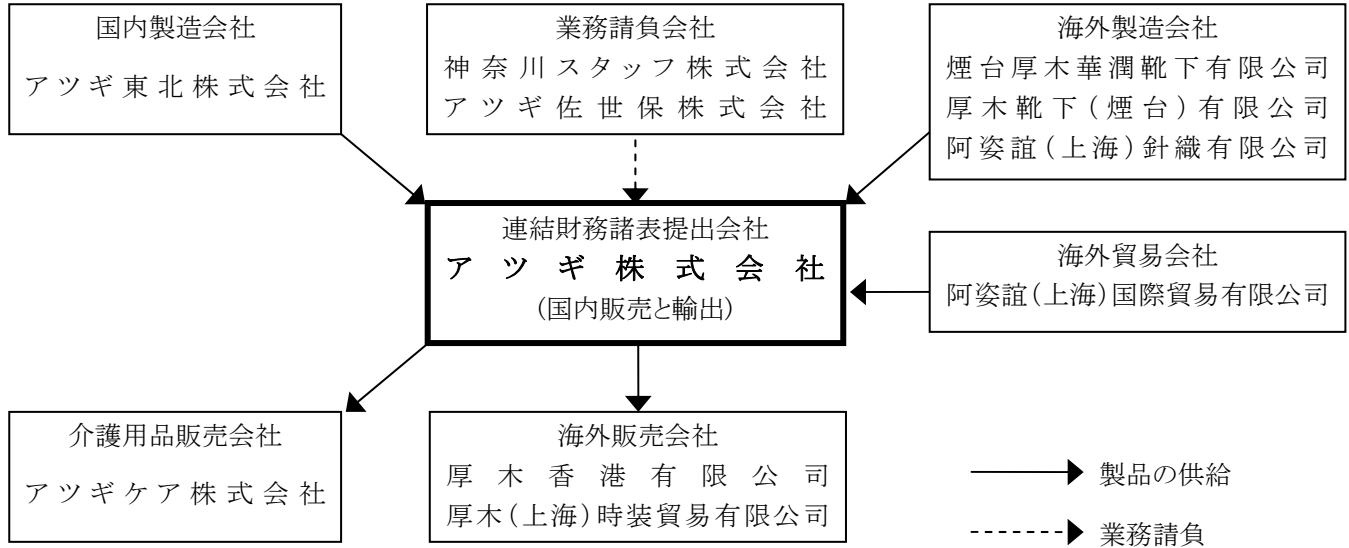 国内製造会社
アツギ東北株式会社
業務請負会社
神奈川スタッフ株式会社
アツギ佐世保株式会社
海外製造会社
煙台厚木華潤靴下有限公司
厚木靴下(煙台)有限公司
阿姿誼(上海)針織有限公司
連結財務諸表提出会社
アツギ株式会社
(国内販売と輸出)
海外貿易会社
阿姿誼(上海)国際貿易有限公司
介護用品販売会社
アツギケア株式会社
海外販売会社
厚木香港有限公司
厚木(上海)時装貿易有限公司
製品の供給
業務請負